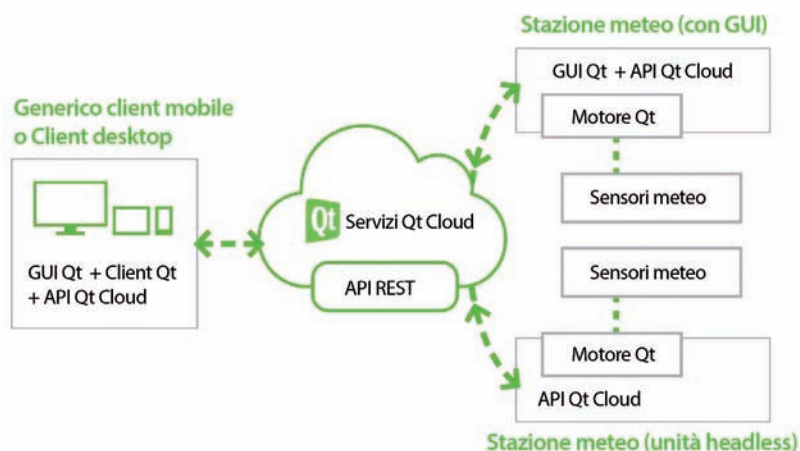 Stazione meteo (con GUI)
GUI Qt + API Qt Cloud
Motore Qt
Sensori meteo
Generico client mobile
o Client desktop
GUI Qt + Client Qt
+ API Qt Cloud
Qt Servizi Qt Cloud
API REST
Sensori meteo
Motore Qt
API Qt Cloud
Stazione meteo (unità headless)